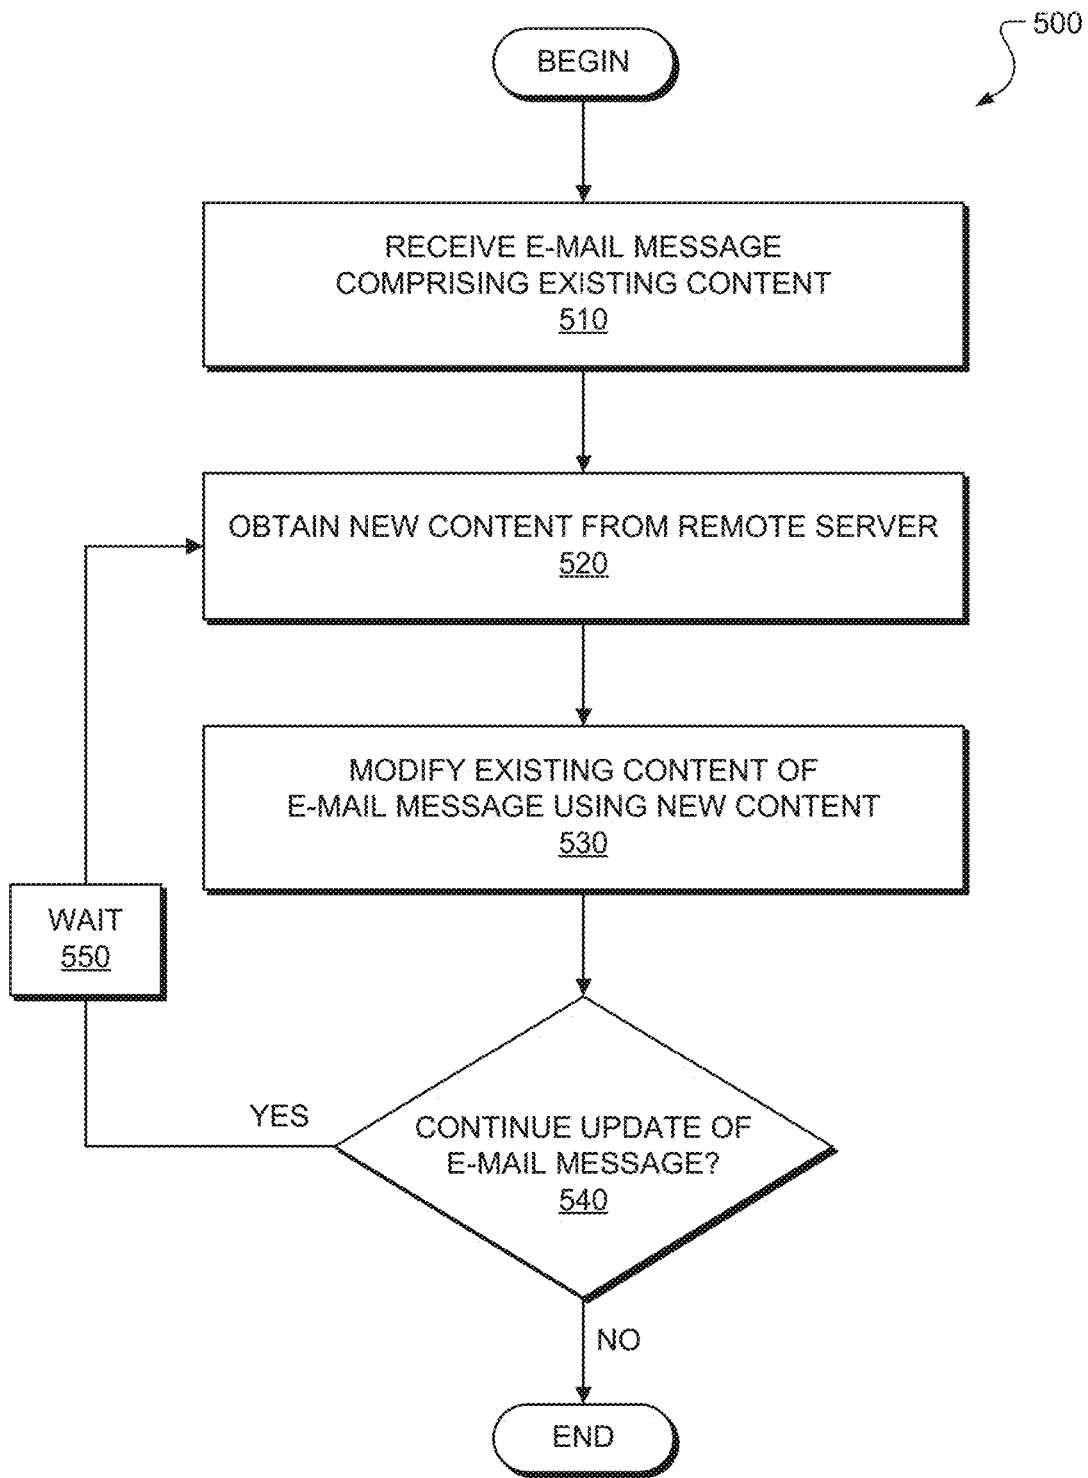 500
BEGIN
RECEIVE E-MAIL MESSAGE
COMPRISING EXISTING CONTENT
510
OBTAIN NEW CONTENT FROM REMOTE SERVER
520
MODIFY EXISTING CONTENT OF
E-MAIL MESSAGE USING NEW CONTENT
530
WAIT
550
YES
CONTINUE UPDATE OF
E-MAIL MESSAGE?
540
NO
END